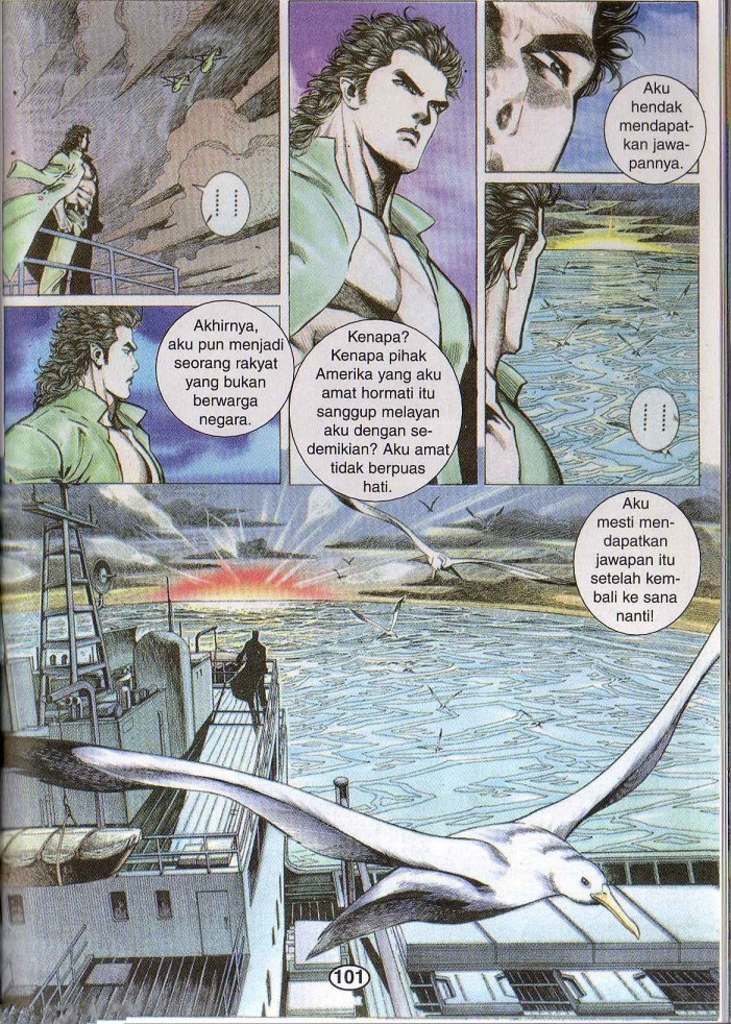 Akhirnya,
aku pun menjadi
seorang rakyat
yang bukan
berwarga
negara.
Kenapa?
Kenapa pihak
Amerika yang aku
amat hormati itu
sanggup melayan
aku dengan se-
demikian? Aku amat
tidak berpuas
hati.
Aku
hendak
mendapat-
kan jawa-
pannya.
Aku
mesti men-
dapatkan
jawapan itu
setelah kem-
bali ke sana
nanti!
101